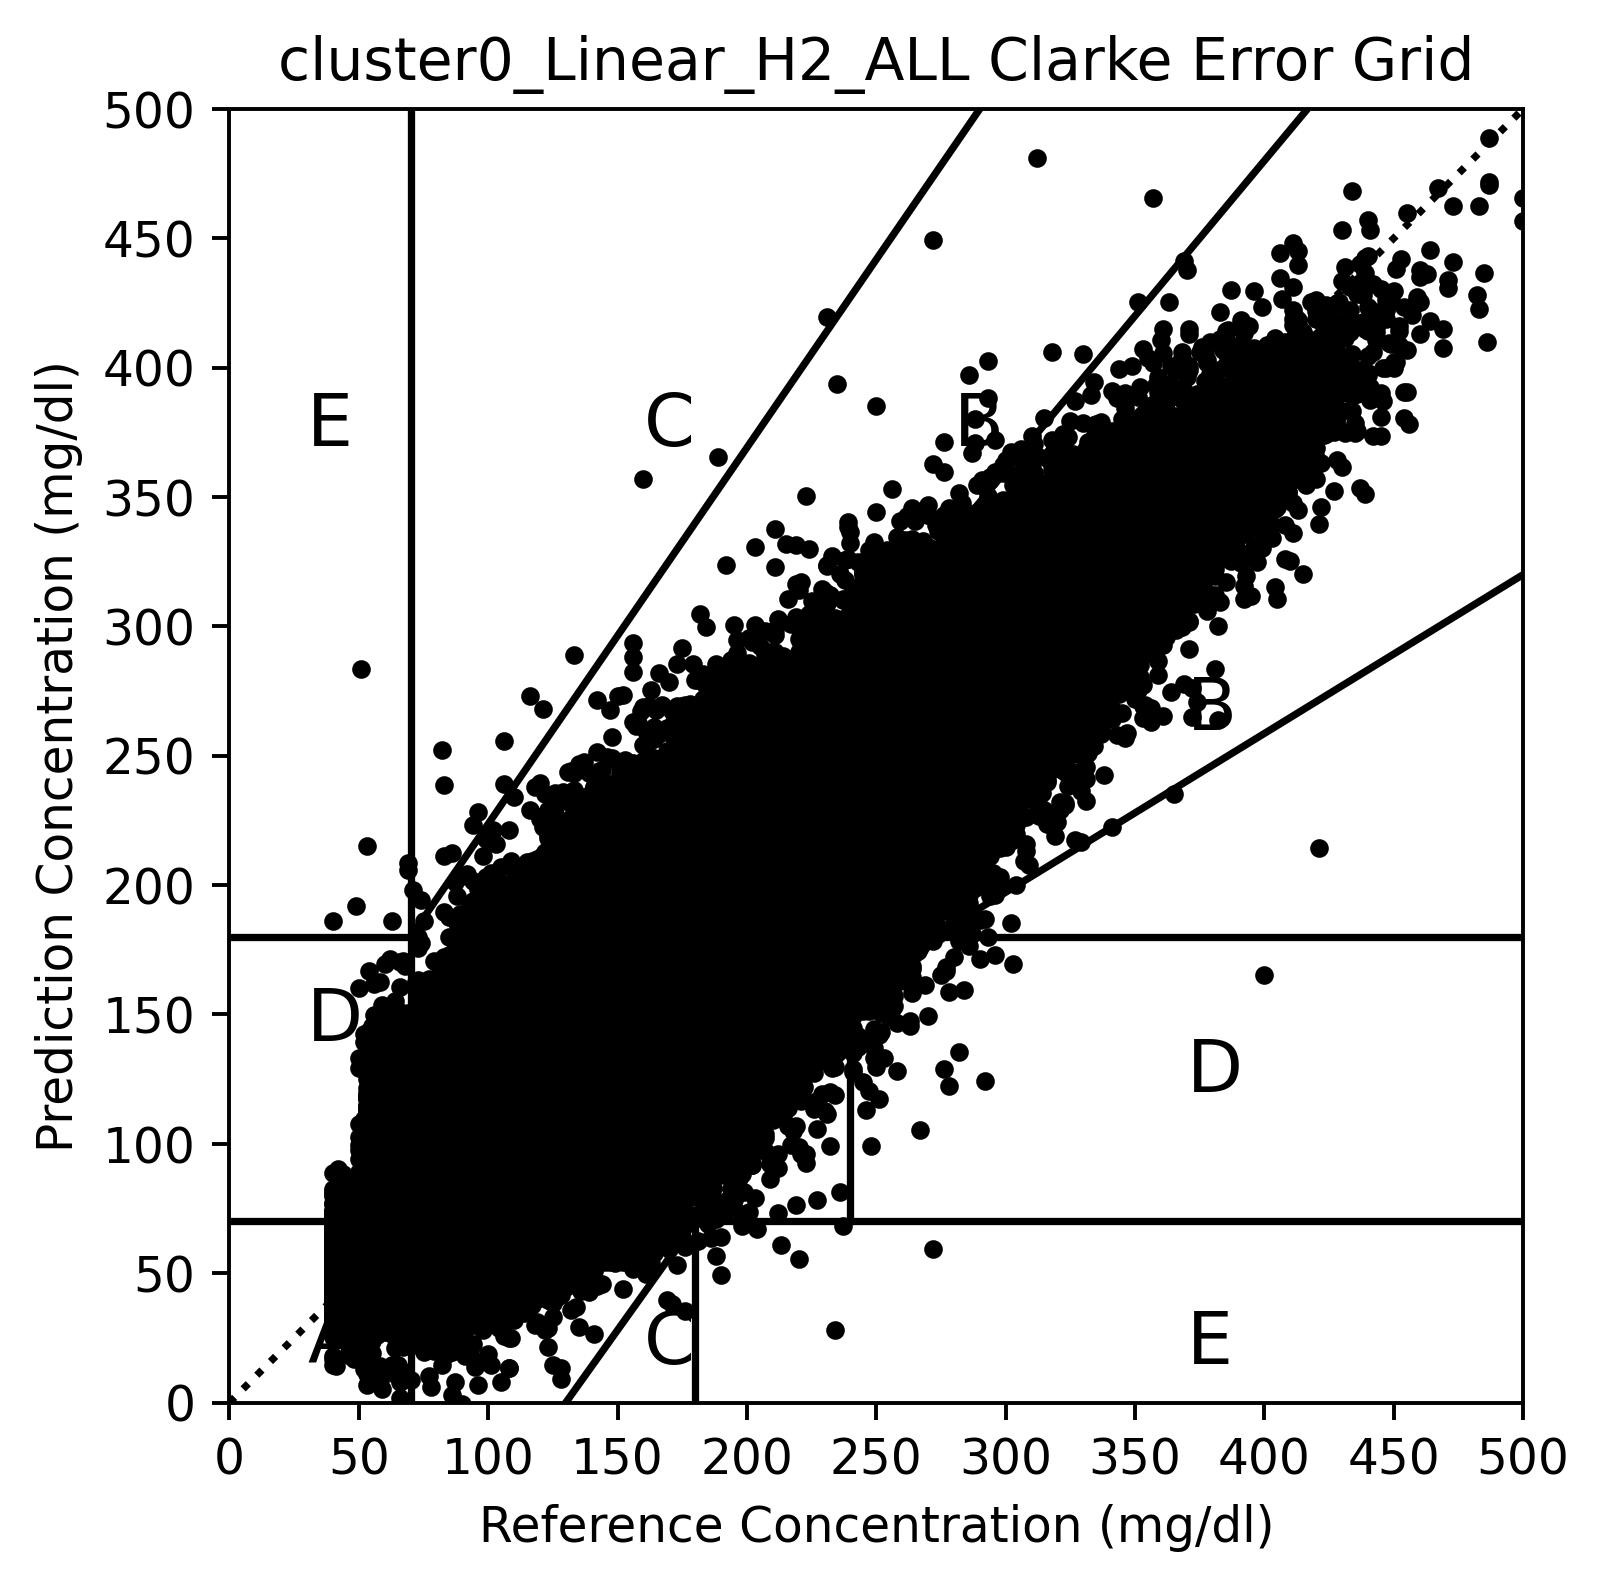 cluster0_Linear_H2_ALL Clarke Error Grid
500
450
400
350
300
250
200
150
100
50
0
Prediction Concentration (mg/dl)
E
C
B
B
D
D
A
C
E
0 50 100 150 200 250 300 350 400 450 500
Reference Concentration (mg/dl)